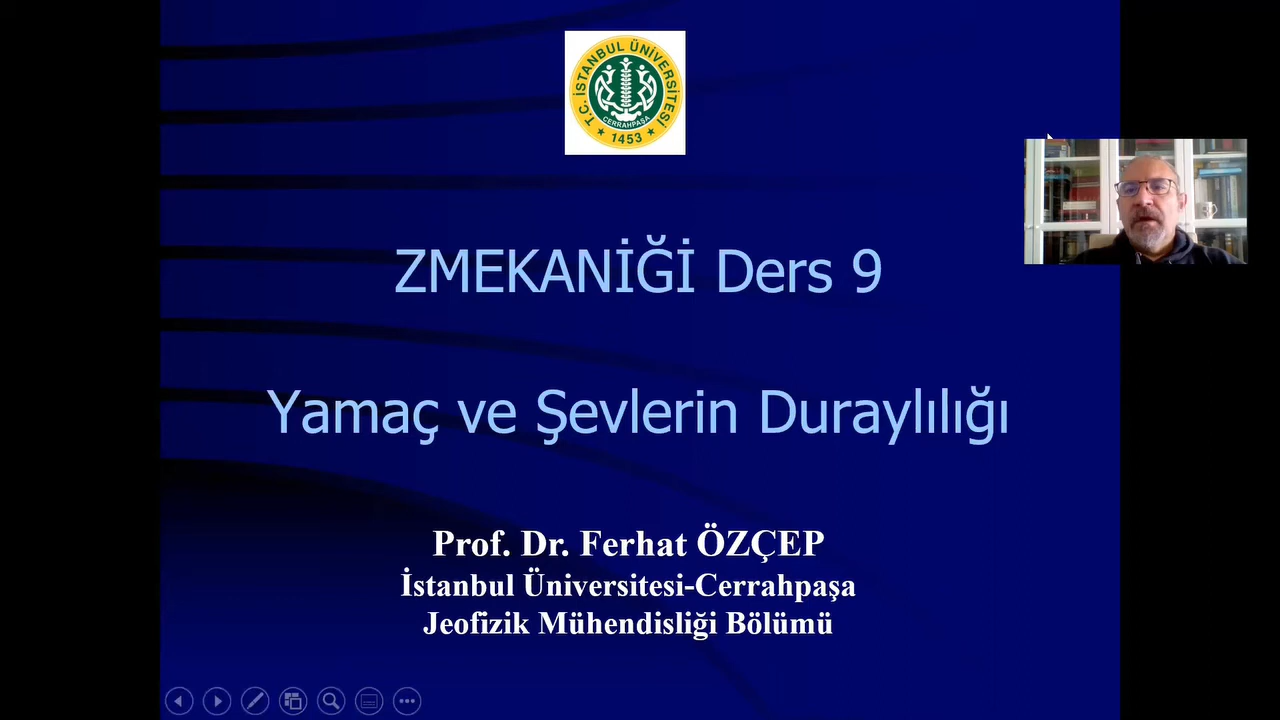 T.C. İSTANBUL ÜNİVERSİTESİ
CERRAHPAŞA
★ 1453 ★
ZMEKANİĞİ Ders 9
Yamaç ve Şevlerin Duraylılığı
Prof. Dr. Ferhat ÖZÇEP
İstanbul Üniversitesi-Cerrahpaşa
Jeofizik Mühendisliği Bölümü